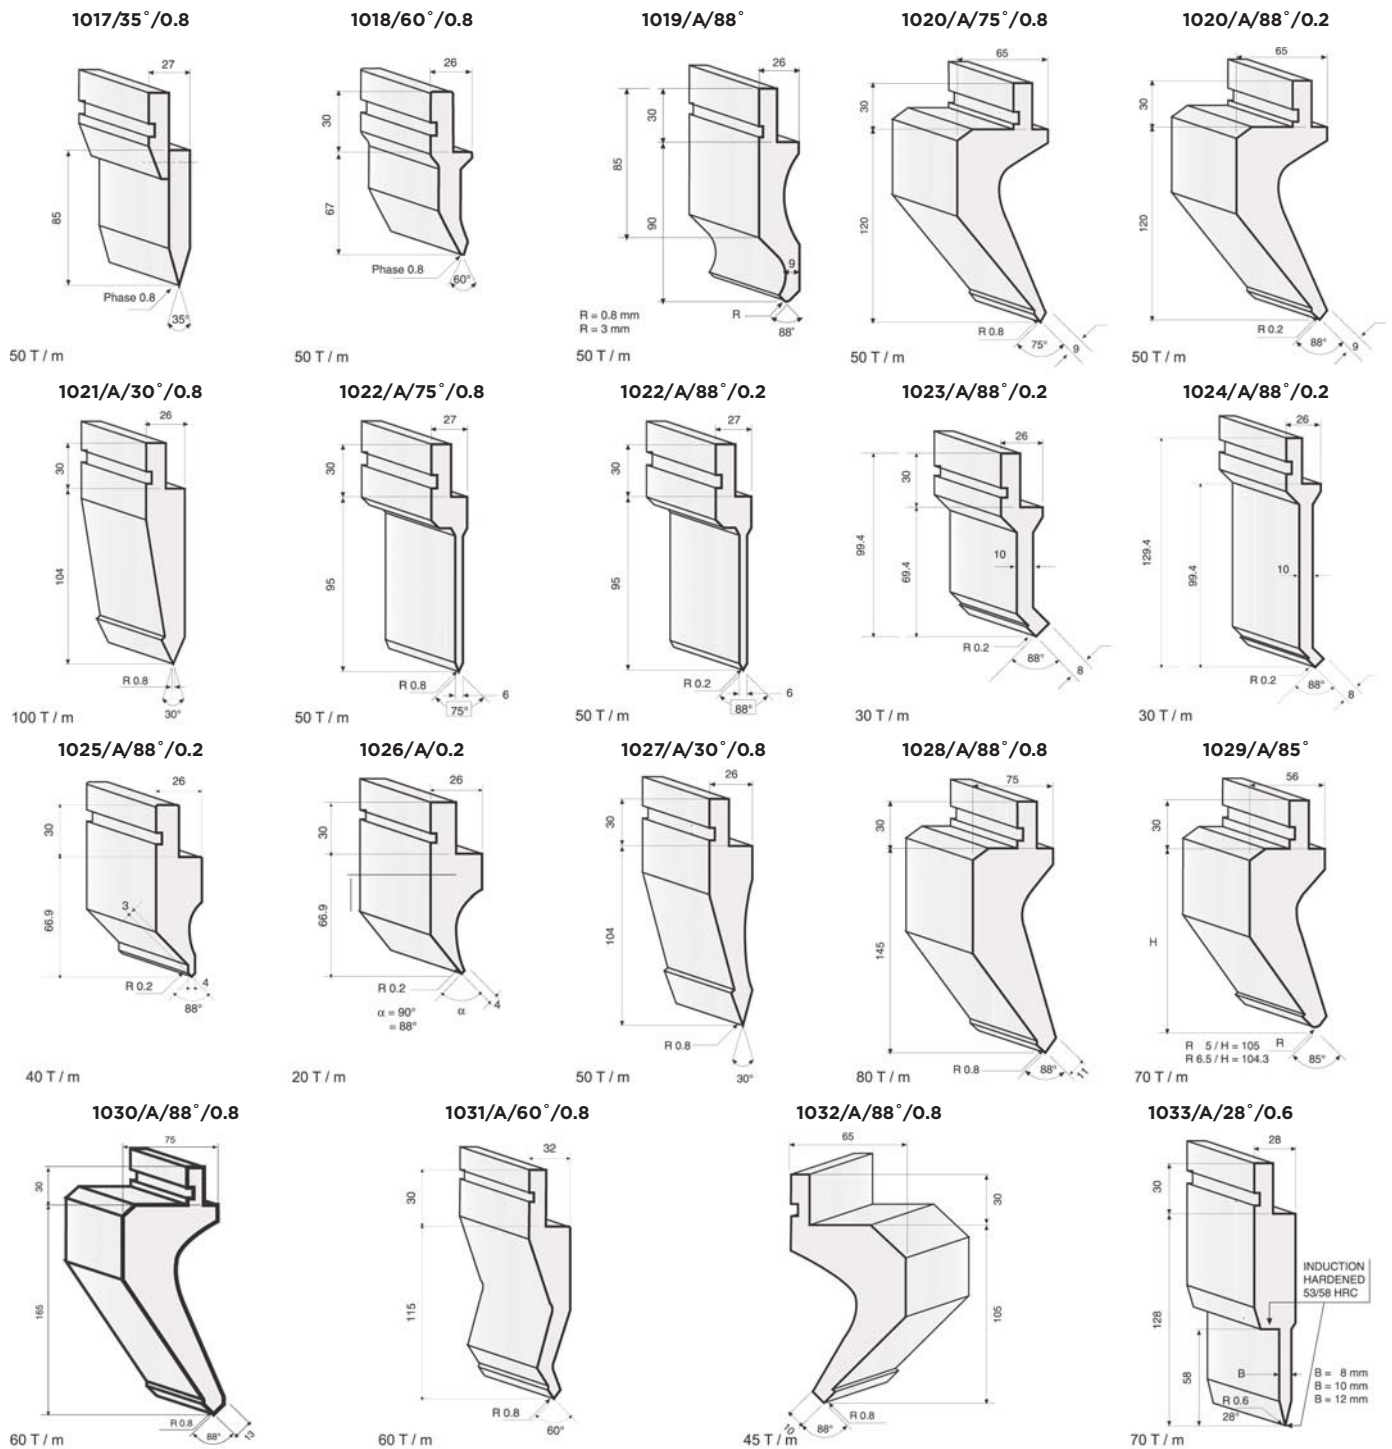 1017/35°/0.8
27
85
Phase 0.8
35°
50 T / m
1018/60°/0.8
26
30
67
Phase 0.8
60°
50 T / m
1019/A/88°
26
30
85
90
9
R = 0.8 mm
R = 3 mm
R
88°
50 T / m
1020/A/75°/0.8
65
30
120
R 0.8
75°
9
50 T / m
1020/A/88°/0.2
65
30
120
R 0.2
88°
9
50 T / m
1021/A/30°/0.8
26
30
104
R 0.8
30°
100 T / m
1022/A/75°/0.8
27
30
95
R 0.8
6
75°
50 T / m
1022/A/88°/0.2
27
30
95
R 0.2
6
88°
50 T / m
1023/A/88°/0.2
26
30
99.4
69.4
10
R 0.2
88°
8
30 T / m
1024/A/88°/0.2
26
30
129.4
99.4
10
R 0.2
88°
8
30 T / m
1025/A/88°/0.2
26
30
3
66.9
R 0.2
4
88°
40 T / m
1026/A/0.2
26
30
66.9
R 0.2
4
α = 90°
α
= 88°
20 T / m
1027/A/30°/0.8
26
30
104
R 0.8
30°
50 T / m
1028/A/88°/0.8
75
30
145
R 0.8
88°
11
80 T / m
1029/A/85°
56
30
H
R 5 / H = 105
R
R 6.5 / H = 104.3
85°
70 T / m
1030/A/88°/0.8
75
30
165
R 0.8
88°
13
60 T / m
1031/A/60°/0.8
32
30
115
R 0.8
60°
60 T / m
1032/A/88°/0.8
65
30
105
R 0.8
10
88°
45 T / m
1033/A/28°/0.6
28
30
INDUCTION
HARDENED
53/58 HRC
128
58
B
B = 8 mm
B = 10 mm
B = 12 mm
R 0.6
28°
70 T / m